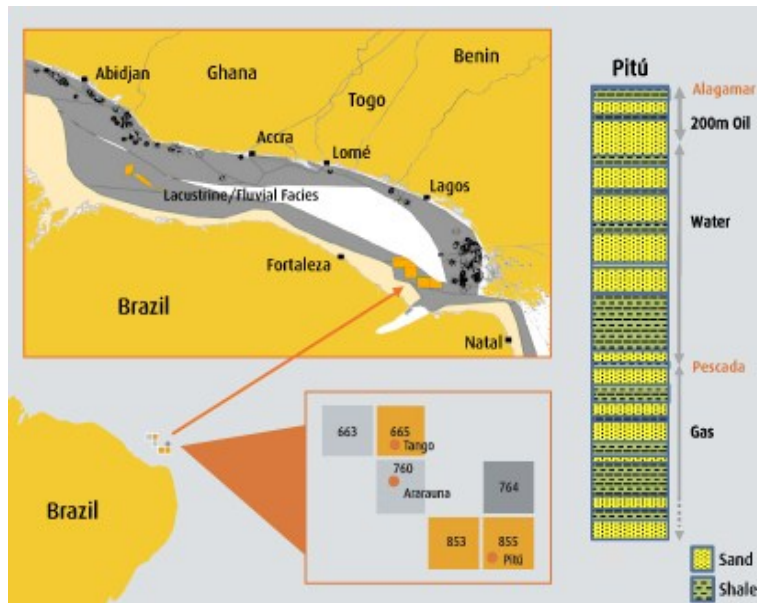 Abidjan
Ghana
Benin
Togo
Accra
Lomé
Lacustrine/Fluvial Facies
Lagos
Fortaleza
Brazil
Natal
Brazil
663
665
Tango
760
Ararauna
764
853
855
Pitú
Pitú
Alagamar
200m Oil
Water
Pescada
Gas
Sand
Shale